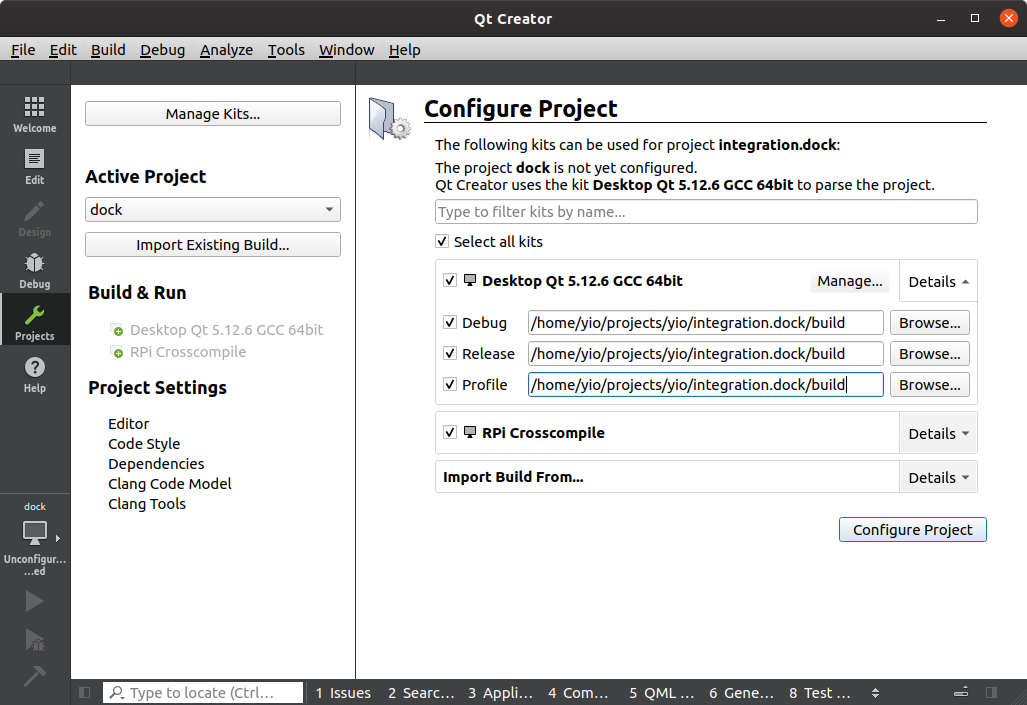 Qt Creator
File Edit Build Debug Analyze Tools Window Help
Welcome
Edit
Design
Debug
Projects
Help
dock
Unconfigur...
...ed
Manage Kits...
Active Project
dock
Import Existing Build...
Build & Run
Desktop Qt 5.12.6 GCC 64bit
RPi Crosscompile
Project Settings
Editor
Code Style
Dependencies
Clang Code Model
Clang Tools
Configure Project
The following kits can be used for project integration.dock:
The project dock is not yet configured.
Qt Creator uses the kit Desktop Qt 5.12.6 GCC 64bit to parse the project.
Type to filter kits by name...
Select all kits
Desktop Qt 5.12.6 GCC 64bit Manage... Details
Debug /home/yio/projects/yio/integration.dock/build Browse...
Release /home/yio/projects/yio/integration.dock/build Browse...
Profile /home/yio/projects/yio/integration.dock/build Browse...
RPi Crosscompile Details
Import Build From... Details
Configure Project
Type to locate (Ctrl... 1 Issues 2 Searc... 3 Appli... 4 Com... 5 QML ... 6 Gene... 8 Test ...